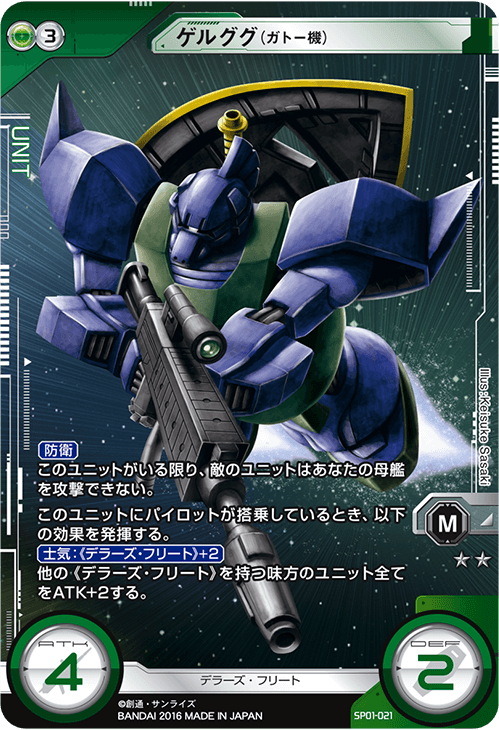 3
ゲルググ(ガトー機)
UNIT
Illus:Keisuke Sasaki
防衛
このユニットがいる限り、敵のユニットはあなたの母艦
を攻撃できない。
このユニットにパイロットが搭乗しているとき、以下
の効果を発揮する。
士気:《デラーズ・フリート》+2
他の《デラーズ・フリート》を持つ味方のユニット全て
をATK+2する。
M
★★
ATK
4
DEF
2
デラーズ・フリート
©創通・サンライズ
BANDAI 2016 MADE IN JAPAN
SP01-021